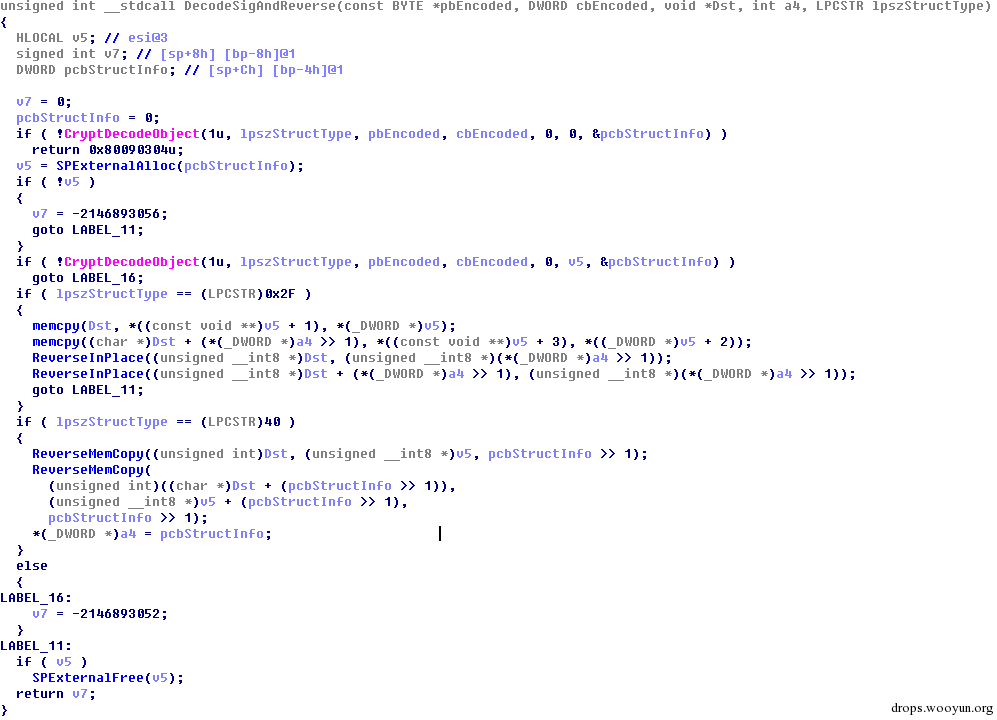 unsigned int __stdcall DecodeSigAndReverse(const BYTE *pbEncoded, DWORD cbEncoded, void *Dst, int a4, LPCSTR lpszStructType)
{
  HLOCAL v5; // esi@3
  signed int v7; // [sp+8h] [bp-8h]@1
  DWORD pcbStructInfo; // [sp+Ch] [bp-4h]@1

  v7 = 0;
  pcbStructInfo = 0;
  if ( !CryptDecodeObject(1u, lpszStructType, pbEncoded, cbEncoded, 0, 0, &pcbStructInfo) )
    return 0x80090304u;
  v5 = SPExternalAlloc(pcbStructInfo);
  if ( !v5 )
  {
    v7 = -2146893056;
    goto LABEL_11;
  }
  if ( !CryptDecodeObject(1u, lpszStructType, pbEncoded, cbEncoded, 0, v5, &pcbStructInfo) )
    goto LABEL_16;
  if ( lpszStructType == (LPCSTR)0x2F )
  {
    memcpy(Dst, *((const void **)v5 + 1), *(_DWORD *)v5);
    memcpy((char *)Dst + (*(_DWORD *)a4 >> 1), *((const void **)v5 + 3), *((_DWORD *)v5 + 2));
    ReverseInPlace((unsigned __int8 *)Dst, (unsigned __int8 *)(*(_DWORD *)a4 >> 1));
    ReverseInPlace((unsigned __int8 *)Dst + (*(_DWORD *)a4 >> 1), (unsigned __int8 *)(*(_DWORD *)a4 >> 1));
    goto LABEL_11;
  }
  if ( lpszStructType == (LPCSTR)40 )
  {
    ReverseMemCopy((unsigned int)Dst, (unsigned __int8 *)v5, pcbStructInfo >> 1);
    ReverseMemCopy(
      (unsigned int)((char *)Dst + (pcbStructInfo >> 1)),
      (unsigned __int8 *)v5 + (pcbStructInfo >> 1),
      pcbStructInfo >> 1);
    *(_DWORD *)a4 = pcbStructInfo;
  }
  else
  {
LABEL_16:
    v7 = -2146893052;
  }
LABEL_11:
  if ( v5 )
    SPExternalFree(v5);
  return v7;
}
drops.wooyun.org